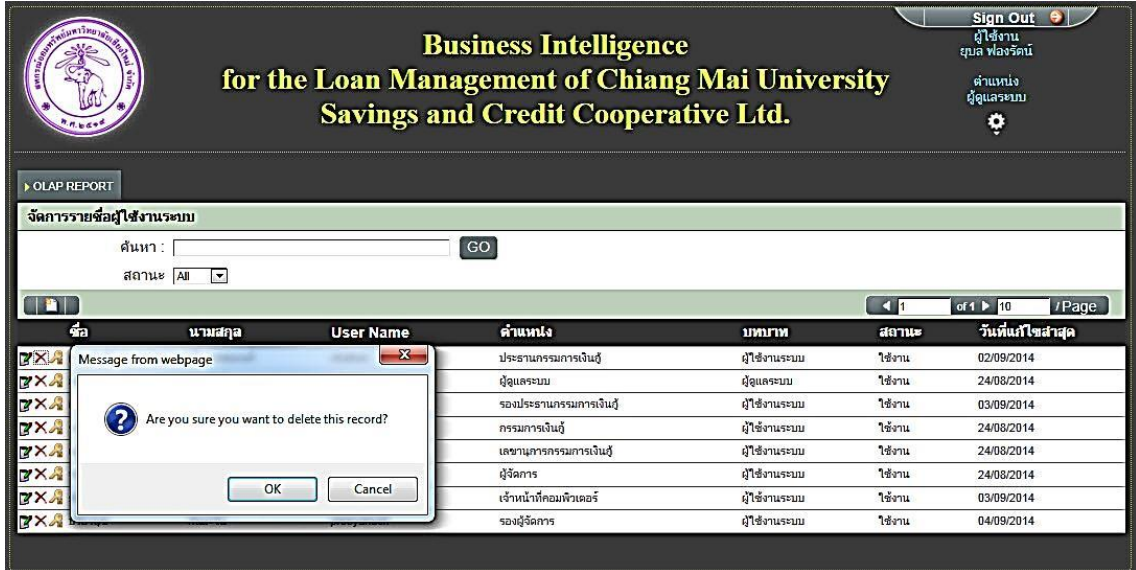 Business Intelligence
for the Loan Management of Chiang Mai University
Savings and Credit Cooperative Ltd.
Sign Out
ผู้ใช้งาน
ยุบล ฟองรัตน์
ตำแหน่ง
ผู้ดูแลระบบ
พ.ศ.๒๕๑๙
OLAP REPORT
จัดการรายชื่อผู้ใช้งานระบบ
ค้นหา : GO
สถานะ All
1 of 1 10 /Page
ชื่อ นามสกุล User Name ตำแหน่ง บทบาท สถานะ วันที่แก้ไขล่าสุด
ประธานกรรมการเงินกู้ ผู้ใช้งานระบบ ใช้งาน 02/09/2014
ผู้ดูแลระบบ ผู้ดูแลระบบ ใช้งาน 24/08/2014
รองประธานกรรมการเงินกู้ ผู้ใช้งานระบบ ใช้งาน 03/09/2014
กรรมการเงินกู้ ผู้ใช้งานระบบ ใช้งาน 24/08/2014
เลขานุการกรรมการเงินกู้ ผู้ใช้งานระบบ ใช้งาน 24/08/2014
ผู้จัดการ ผู้ใช้งานระบบ ใช้งาน 24/08/2014
เจ้าหน้าที่คอมพิวเตอร์ ผู้ใช้งานระบบ ใช้งาน 03/09/2014
รองผู้จัดการ ผู้ใช้งานระบบ ใช้งาน 04/09/2014
Message from webpage
Are you sure you want to delete this record?
OK Cancel